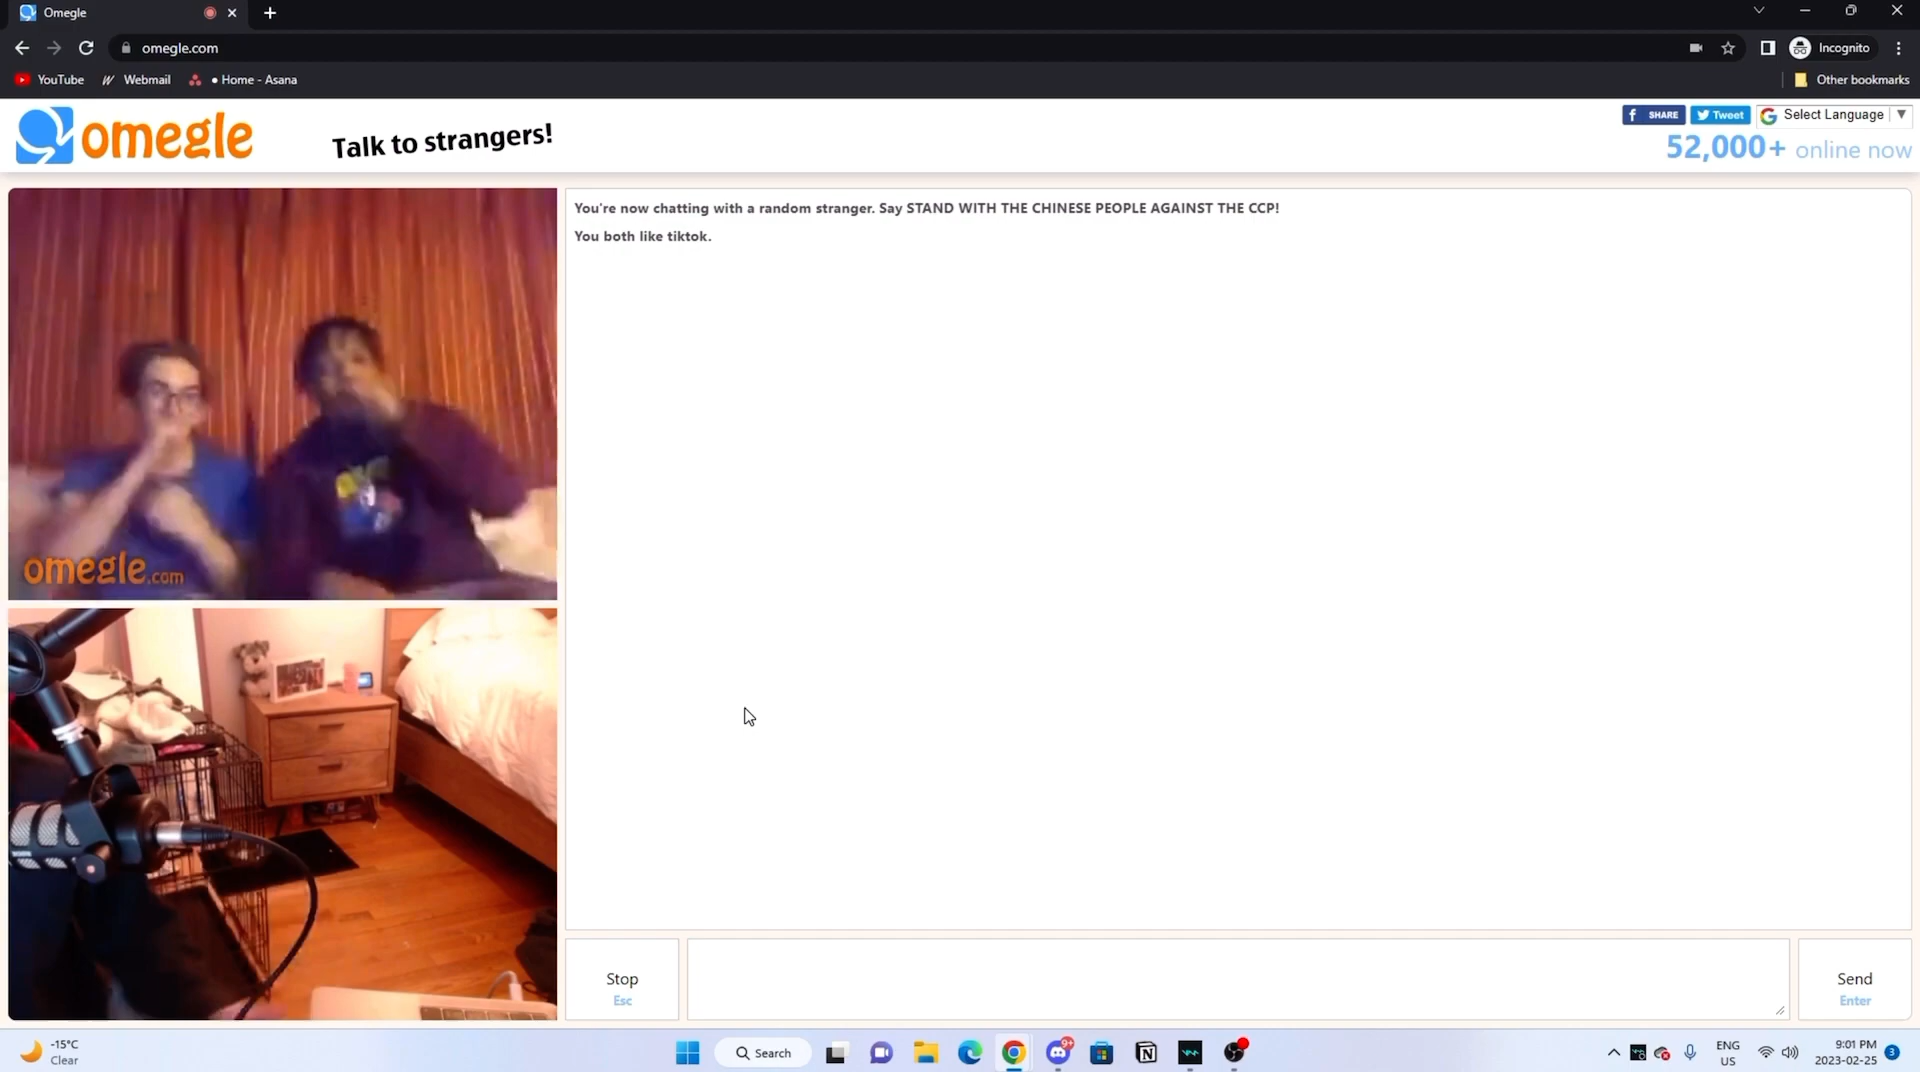 Omegle
omegle.com
Incognito
YouTube
Webmail
● Home - Asana
Other bookmarks
omegle
Talk to strangers!
SHARE
Tweet
Select Language
52,000+ online now
You're now chatting with a random stranger. Say STAND WITH THE CHINESE PEOPLE AGAINST THE CCP!
You both like tiktok.
omegle.com
Stop
Esc
Send
Enter
-15°C
Clear
Search
9+
ENG
US
9:01 PM
2023-02-25
3